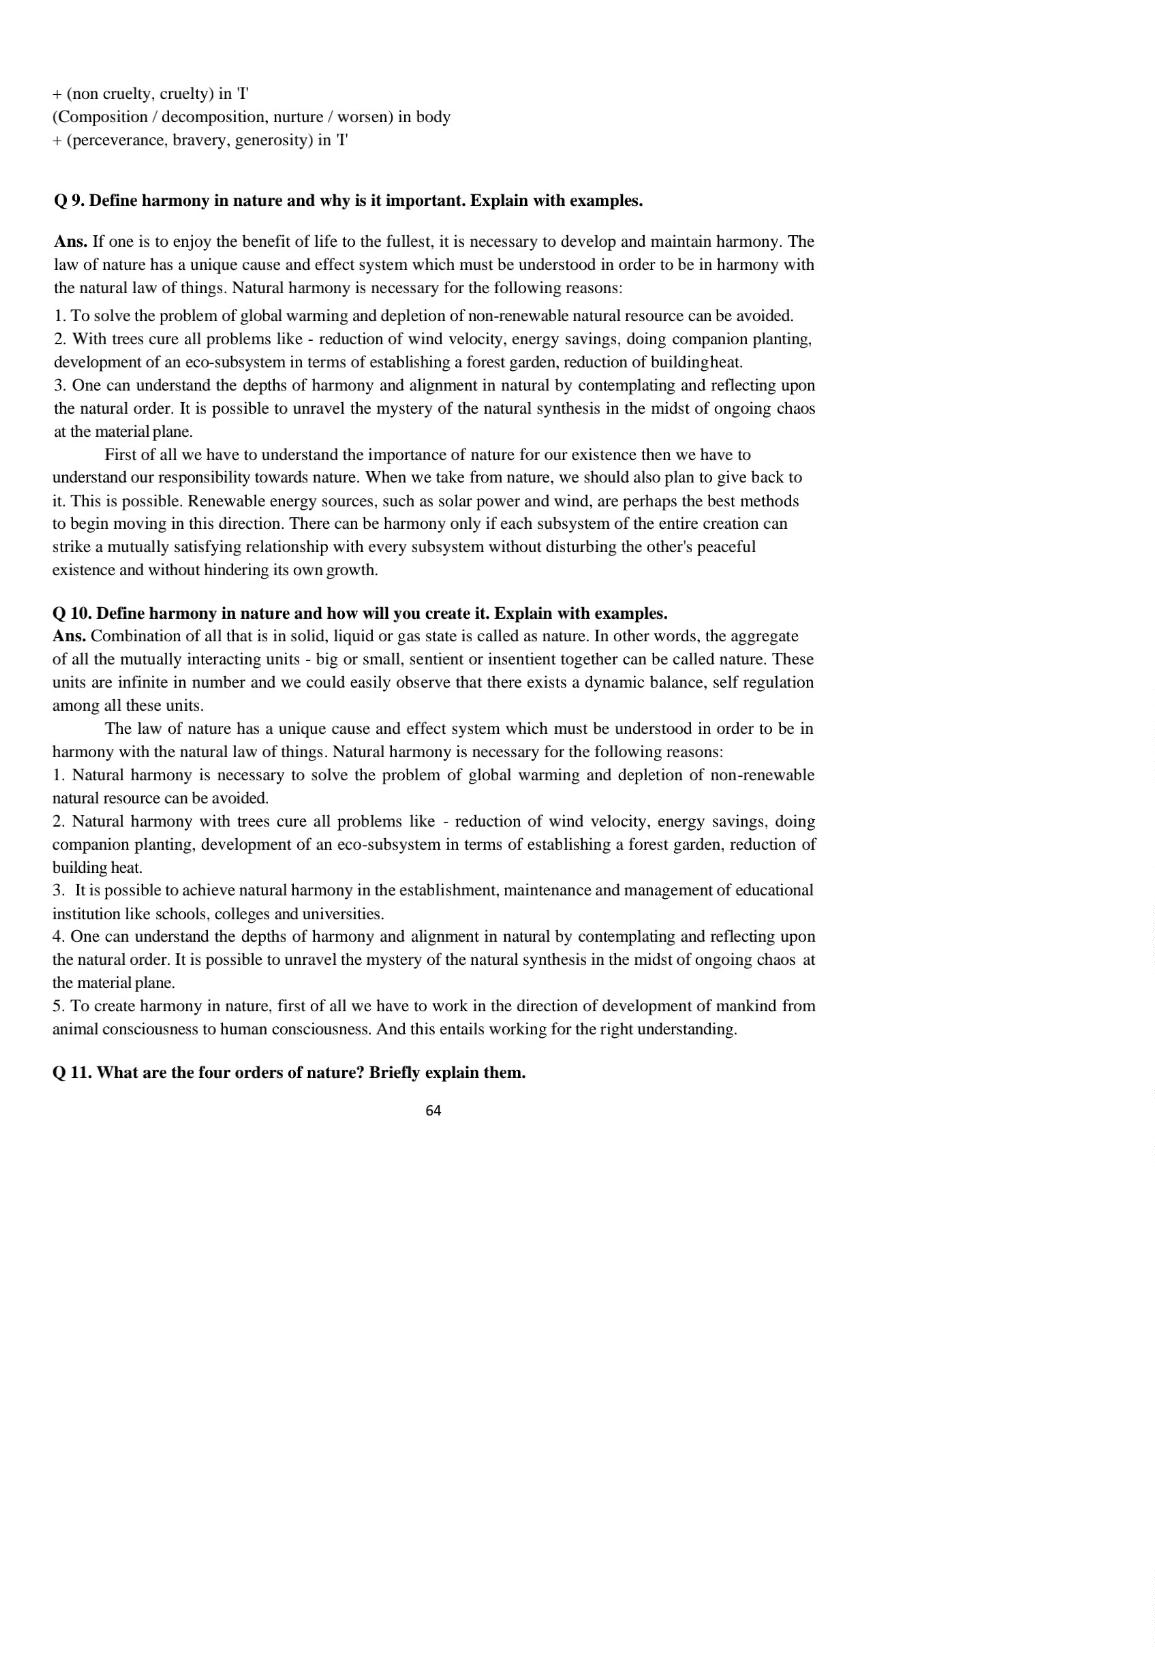 + (non cruelty, cruelty) in 'I'
(Composition / decomposition, nurture / worsen) in body
+ (perceverance, bravery, generosity) in 'I'
Q 9. Define harmony in nature and why is it important. Explain with examples.
Ans. If one is to enjoy the benefit of life to the fullest, it is necessary to develop and maintain harmony. The
law of nature has a unique cause and effect system which must be understood in order to be in harmony with
the natural law of things. Natural harmony is necessary for the following reasons:
1. To solve the problem of global warming and depletion of non-renewable natural resource can be avoided.
2. With trees cure all problems like - reduction of wind velocity, energy savings, doing companion planting,
development of an eco-subsystem in terms of establishing a forest garden, reduction of buildingheat.
3. One can understand the depths of harmony and alignment in natural by contemplating and reflecting upon
the natural order. It is possible to unravel the mystery of the natural synthesis in the midst of ongoing chaos
at the material plane.
First of all we have to understand the importance of nature for our existence then we have to
understand our responsibility towards nature. When we take from nature, we should also plan to give back to
it. This is possible. Renewable energy sources, such as solar power and wind, are perhaps the best methods
to begin moving in this direction. There can be harmony only if each subsystem of the entire creation can
strike a mutually satisfying relationship with every subsystem without disturbing the other's peaceful
existence and without hindering its own growth.
Q 10. Define harmony in nature and how will you create it. Explain with examples.
Ans. Combination of all that is in solid, liquid or gas state is called as nature. In other words, the aggregate
of all the mutually interacting units - big or small, sentient or insentient together can be called nature. These
units are infinite in number and we could easily observe that there exists a dynamic balance, self regulation
among all these units.
The law of nature has a unique cause and effect system which must be understood in order to be in
harmony with the natural law of things. Natural harmony is necessary for the following reasons:
1. Natural harmony is necessary to solve the problem of global warming and depletion of non-renewable
natural resource can be avoided.
2. Natural harmony with trees cure all problems like - reduction of wind velocity, energy savings, doing
companion planting, development of an eco-subsystem in terms of establishing a forest garden, reduction of
building heat.
3. It is possible to achieve natural harmony in the establishment, maintenance and management of educational
institution like schools, colleges and universities.
4. One can understand the depths of harmony and alignment in natural by contemplating and reflecting upon
the natural order. It is possible to unravel the mystery of the natural synthesis in the midst of ongoing chaos at
the material plane.
5. To create harmony in nature, first of all we have to work in the direction of development of mankind from
animal consciousness to human consciousness. And this entails working for the right understanding.
Q 11. What are the four orders of nature? Briefly explain them.
64